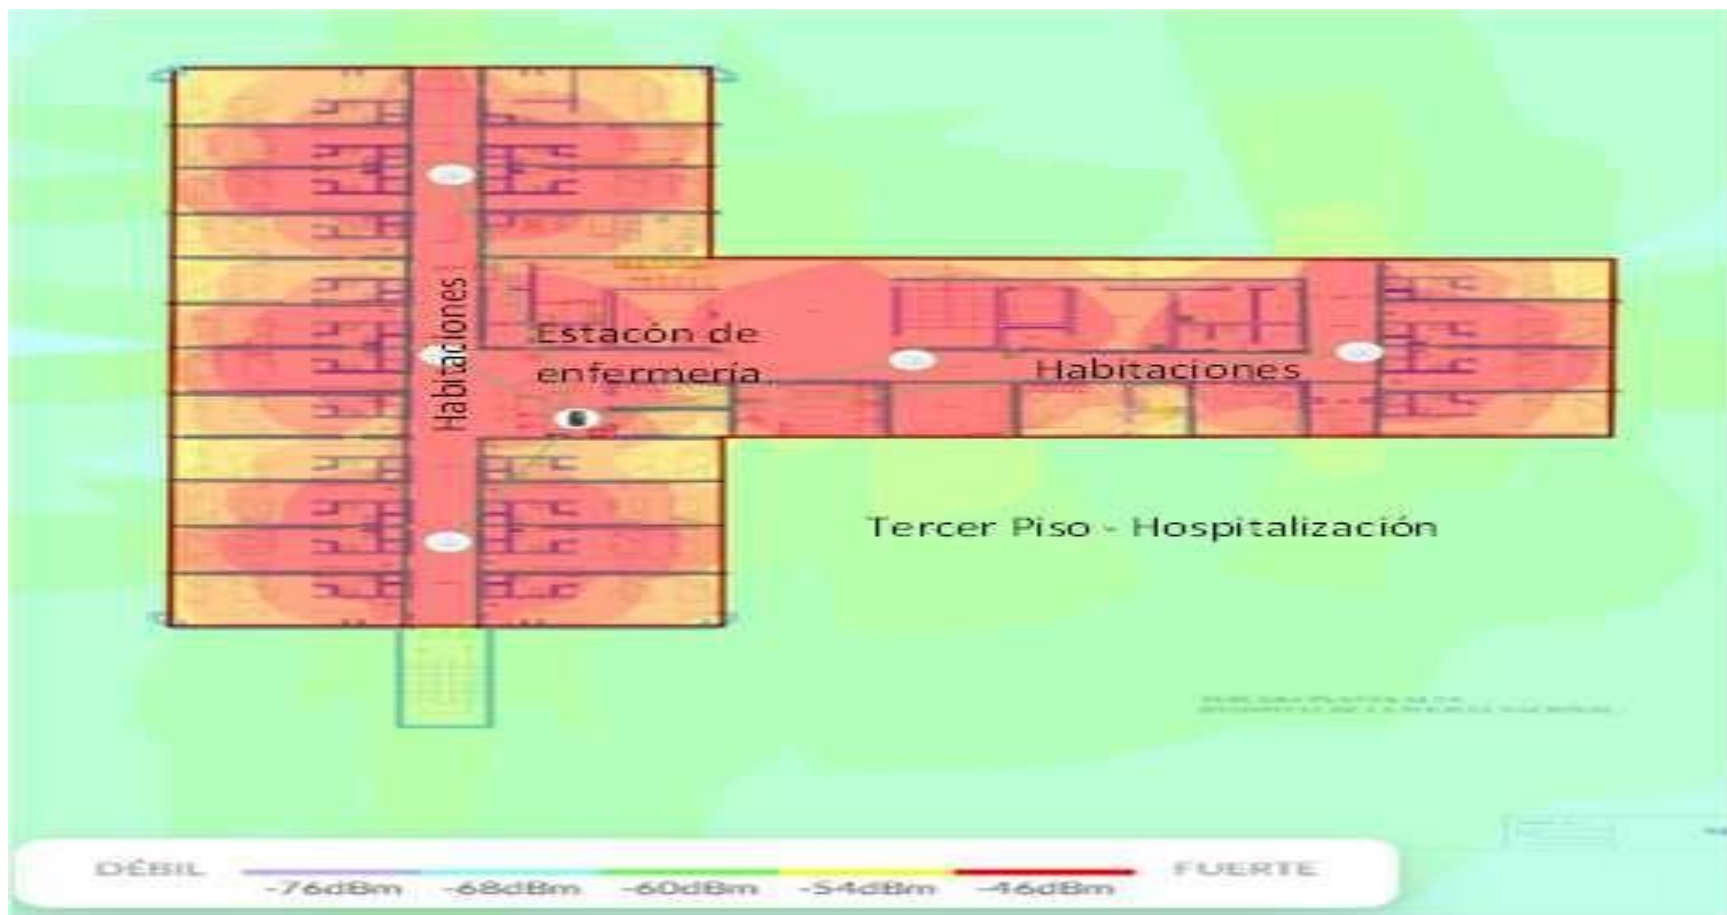 Habitaciones
Estacón de
enfermería.
Habitaciones
Tercer Piso - Hospitalización
DÉBIL
-76dBm -68dBm -60dBm -54dBm -46dBm
FUERTE